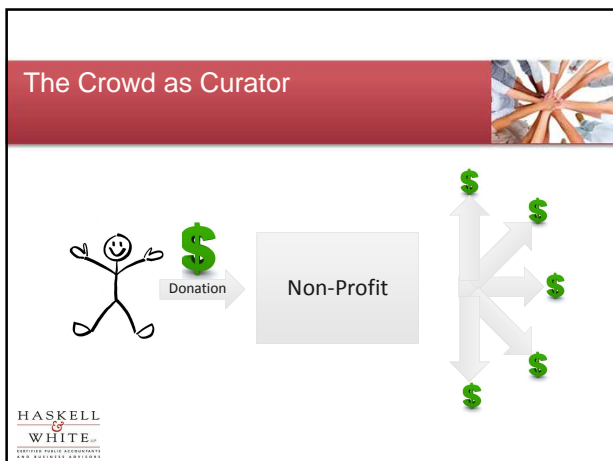 The Crowd as Curator
$
$
$
Donation
Non-Profit
$
$
$
HASKELL
&
WHITE LLP
CERTIFIED PUBLIC ACCOUNTANTS
AND BUSINESS ADVISORS